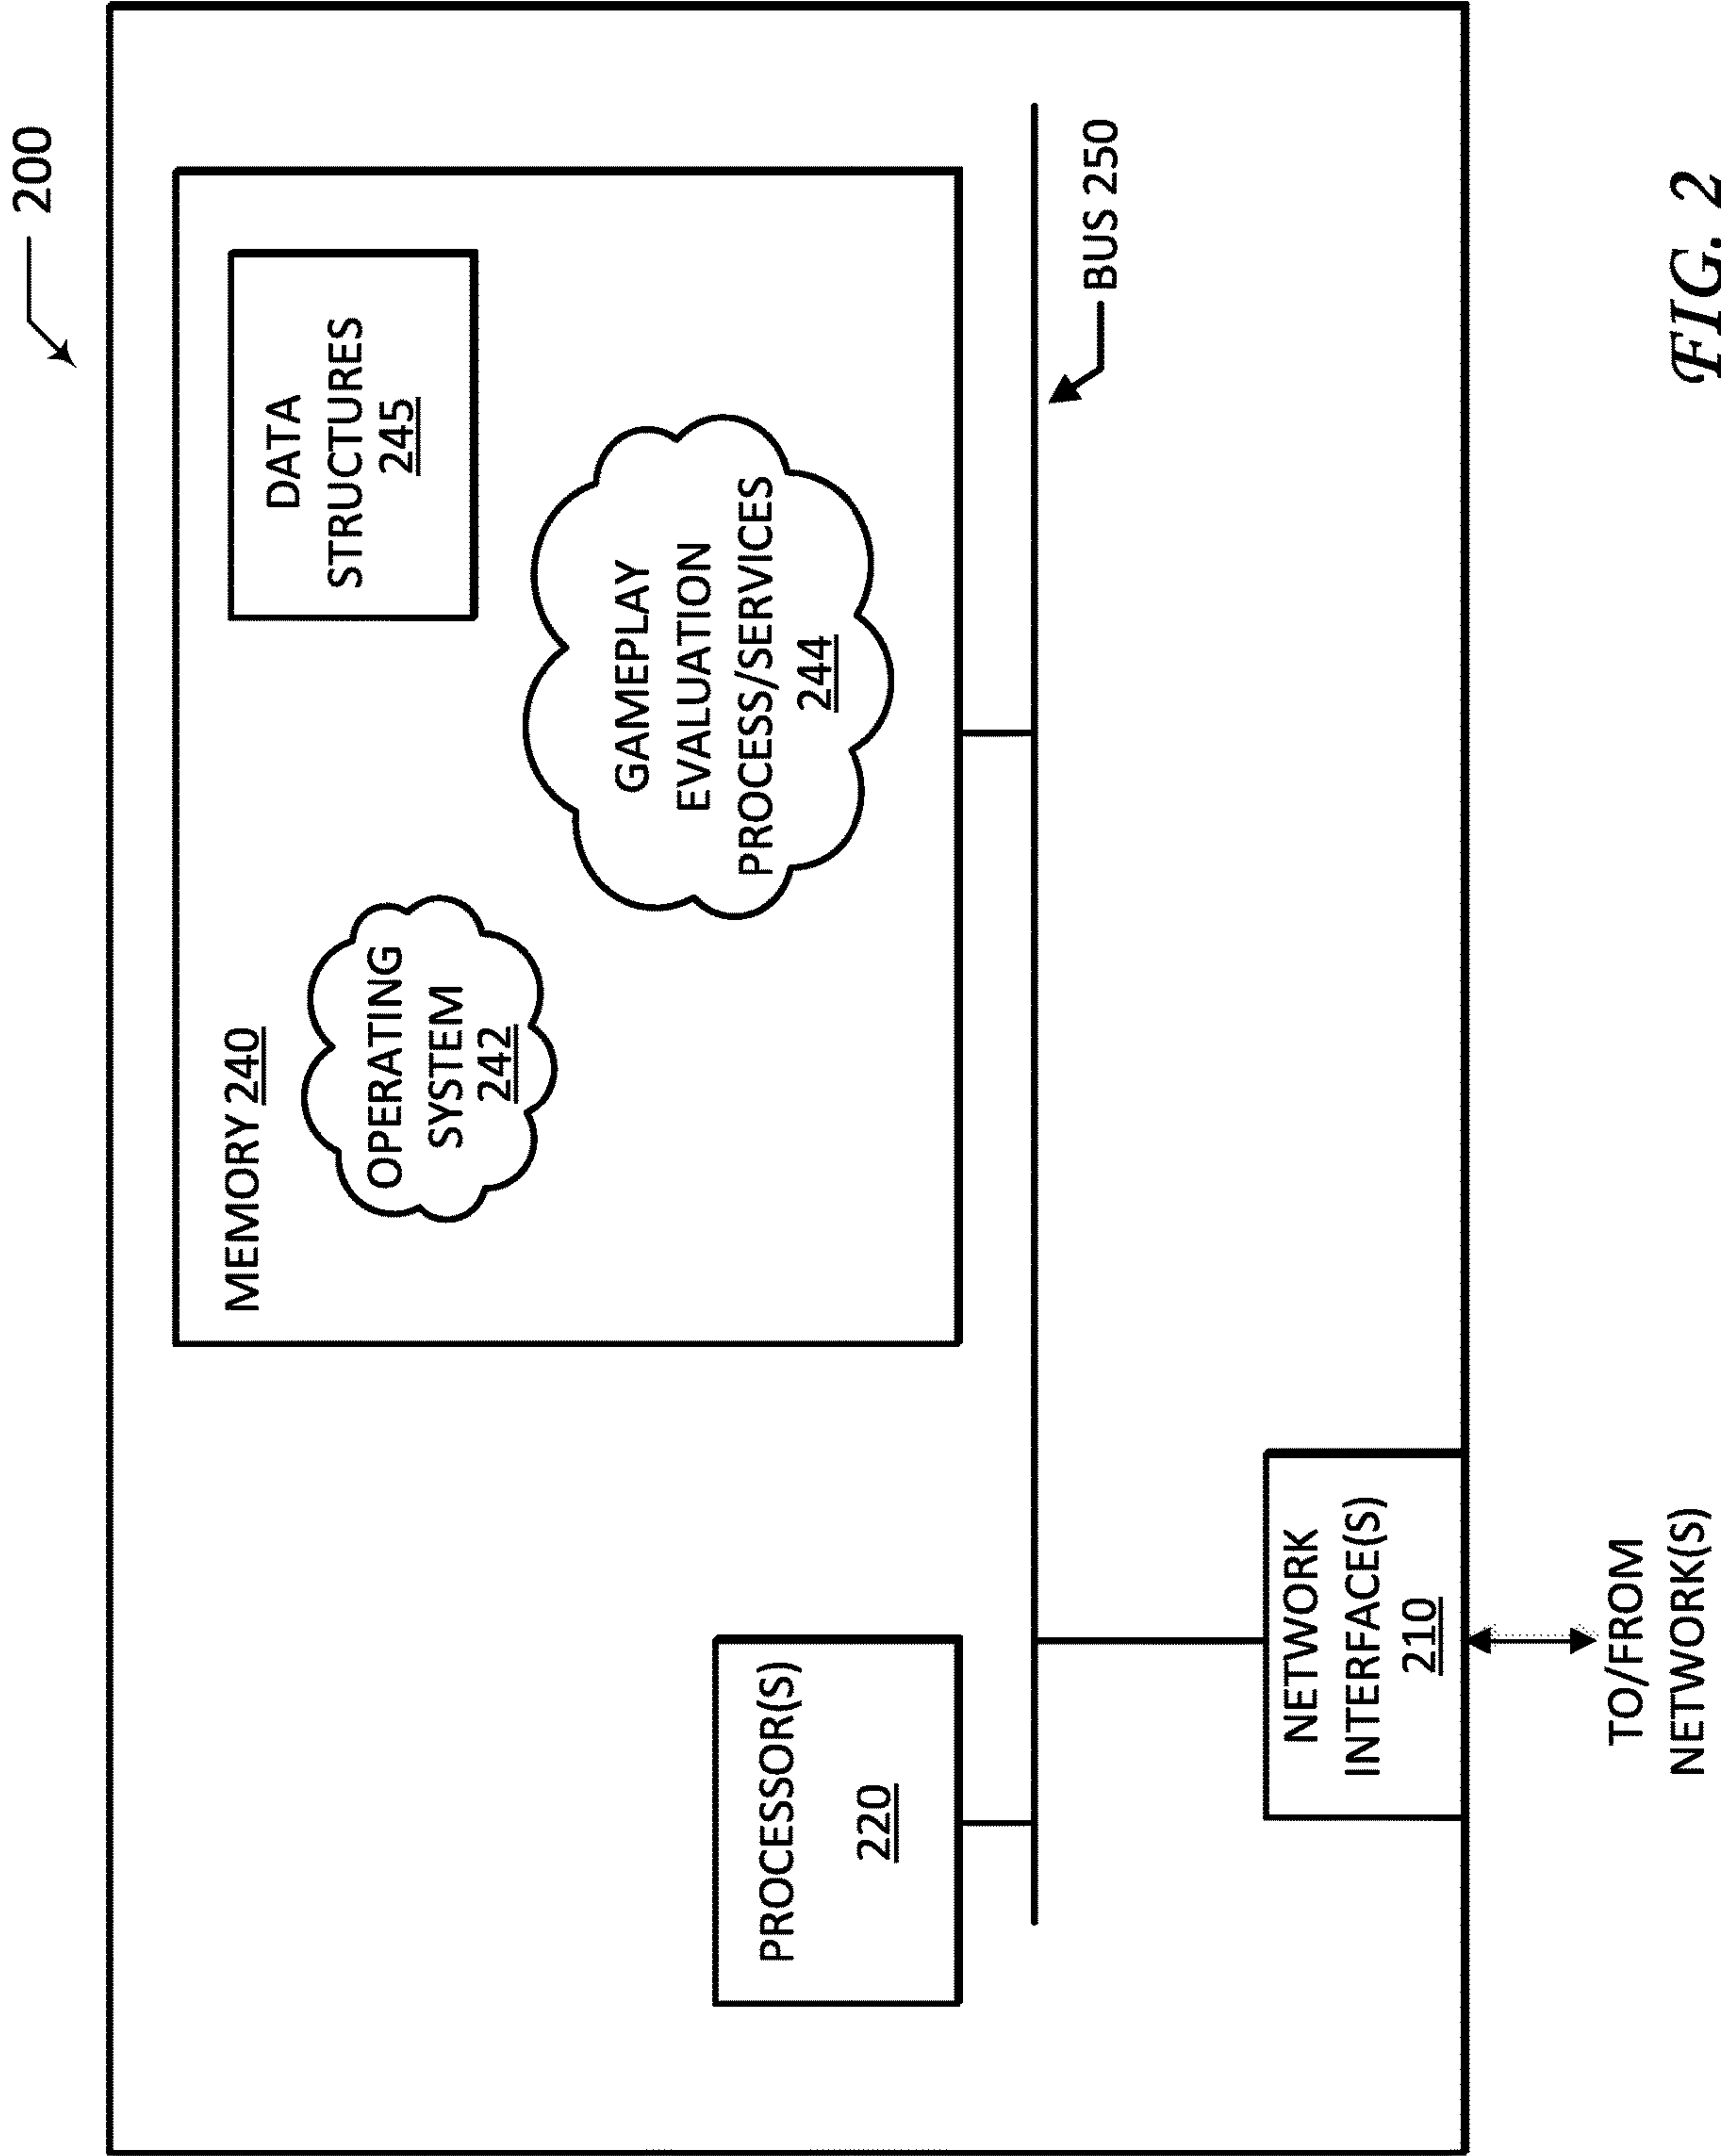 200
MEMORY 240
DATA
STRUCTURES
245
OPERATING
SYSTEM
242
GAMEPLAY
EVALUATION
PROCESS/SERVICES
244
PROCESSOR(S)
220
BUS 250
NETWORK
INTERFACE(S)
210
TO/FROM
NETWORK(S)
FIG. 2